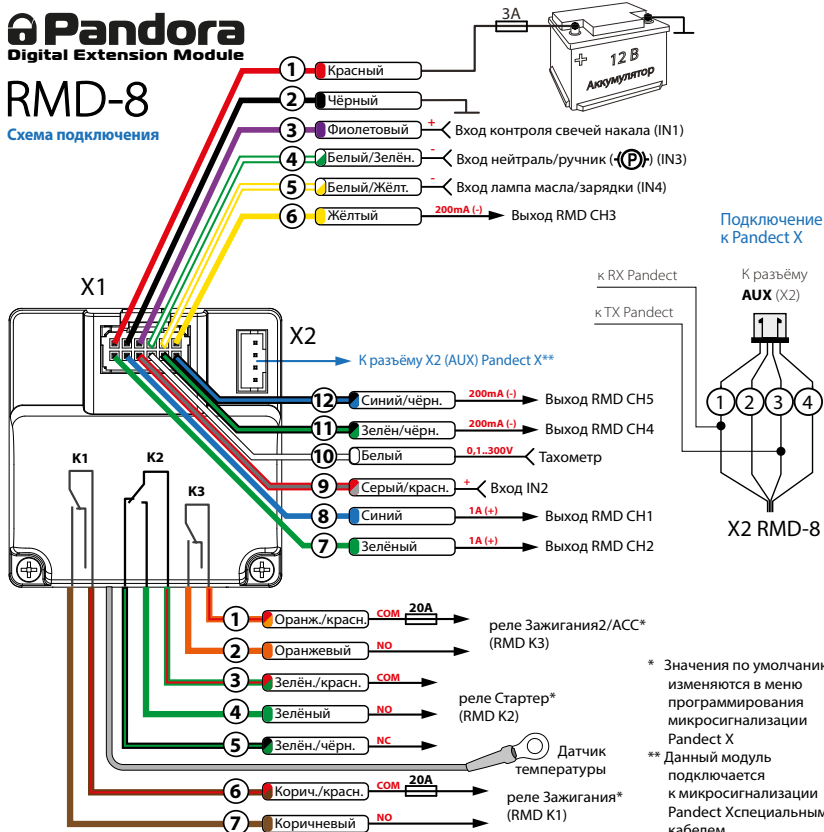 Pandora
Digital Extension Module
RMD-8
Схема подключения
3A
12 В
Аккумулятор
1 Красный
2 Чёрный
3 Фиолетовый + Вход контроля свечей накала (IN1)
4 Белый/Зелён. - Вход нейтраль/ручник ((P)) (IN3)
5 Белый/Жёлт. - Вход лампа масла/зарядки (IN4)
6 Жёлтый 200mA (-) Выход RMD CH3
Подключение
к Pandect X
к RX Pandect
к TX Pandect
К разъёму
AUX (X2)
1 2 3 4
X2 RMD-8
X1
X2
К разъёму X2 (AUX) Pandect X**
12 Синий/чёрн. 200mA (-) Выход RMD CH5
11 Зелён/чёрн. 200mA (-) Выход RMD CH4
10 Белый 0,1..300V Тахометр
9 Серый/красн. + Вход IN2
8 Синий 1A (+) Выход RMD CH1
7 Зелёный 1A (+) Выход RMD CH2
K1
K2
K3
1 Оранж./красн. COM 20A
2 Оранжевый NO
реле Зажигания2/ACC*
(RMD K3)
3 Зелён./красн. COM
4 Зелёный NO
5 Зелён./чёрн. NC
реле Стартер*
(RMD K2)
Датчик
температуры
6 Корич./красн. COM 20A
7 Коричневый NO
реле Зажигания*
(RMD K1)
* Значения по умолчани
изменяются в меню
программирования
микросигнализации
Pandect X
** Данный модуль
подключается
к микросигнализации
Pandect Xспециальным
кабелем